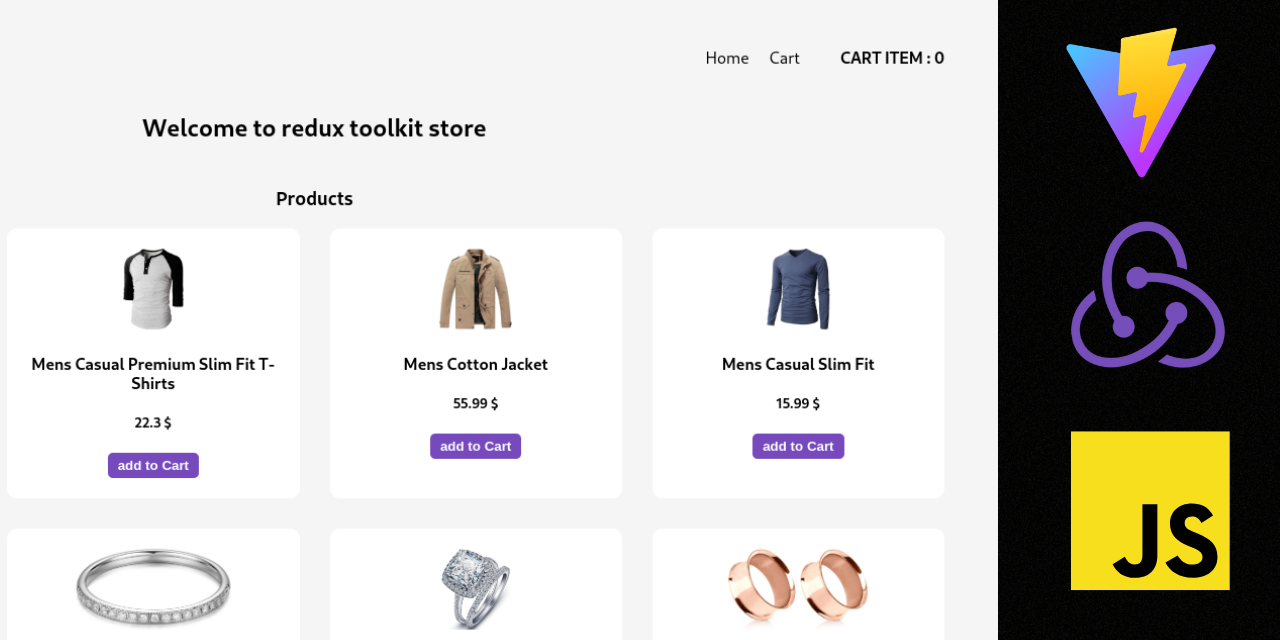 Home Cart CART ITEM : 0
Welcome to redux toolkit store
Products
Mens Casual Premium Slim Fit T-
Shirts
22.3 $
add to Cart
Mens Cotton Jacket
55.99 $
add to Cart
Mens Casual Slim Fit
15.99 $
add to Cart
JS